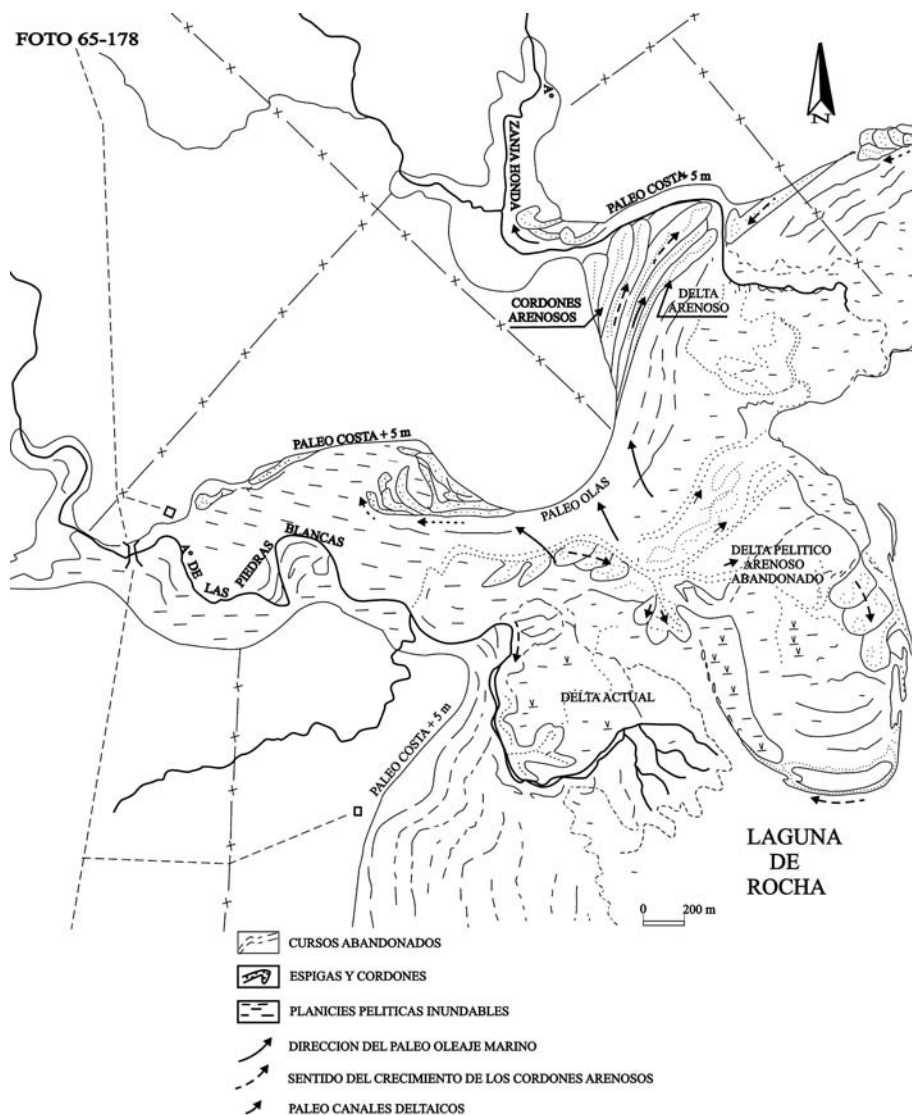 FOTO 65-178
Aº
ZANJA HONDA
N
PALEO COSTA + 5 m
CORDONES
ARENOSOS
DELTA
ARENOSO
PALEO COSTA + 5 m
PALEO OLAS
Aº DE LAS PIEDRAS
BLANCAS
DELTA PELITICO
ARENOSO
ABANDONADO
DELTA ACTUAL
PALEO COSTA + 5 m
LAGUNA
DE
ROCHA
0 200 m
CURSOS ABANDONADOS
ESPIGAS Y CORDONES
PLANICIES PELITICAS INUNDABLES
DIRECCION DEL PALEO OLEAJE MARINO
SENTIDO DEL CRECIMIENTO DE LOS CORDONES ARENOSOS
PALEO CANALES DELTAICOS